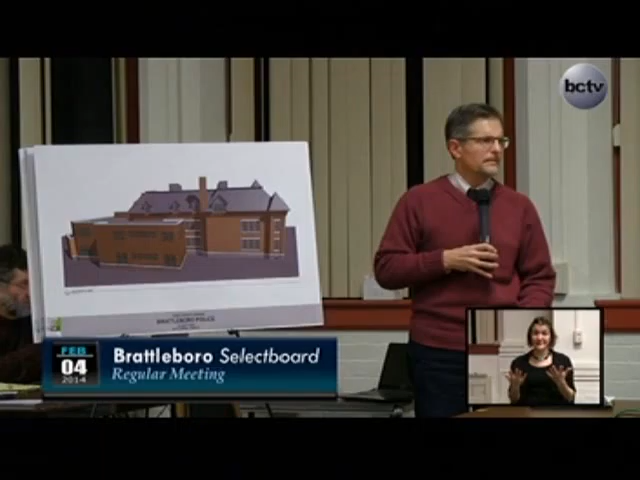 bctv
BRATTLEBORO POLICE
FEB
04
2014
Brattleboro Selectboard
Regular Meeting